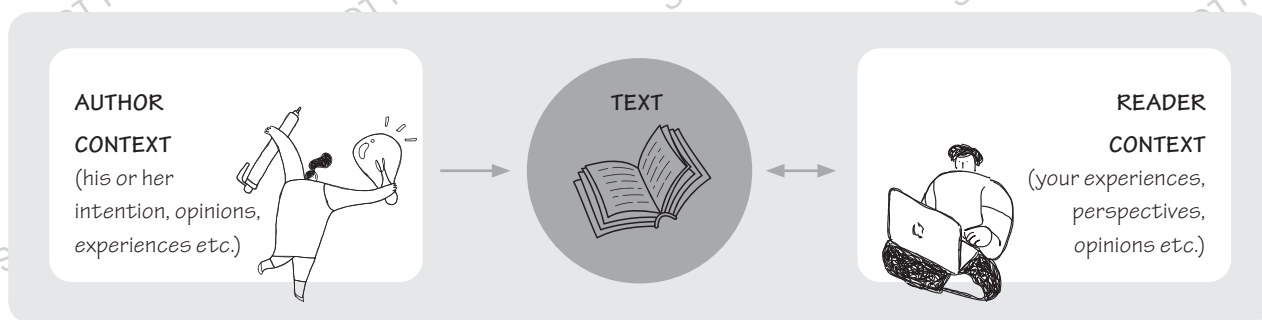 AUTHOR
CONTEXT
(his or her
intention, opinions,
experiences etc.)
TEXT
READER
CONTEXT
(your experiences,
perspectives,
opinions etc.)